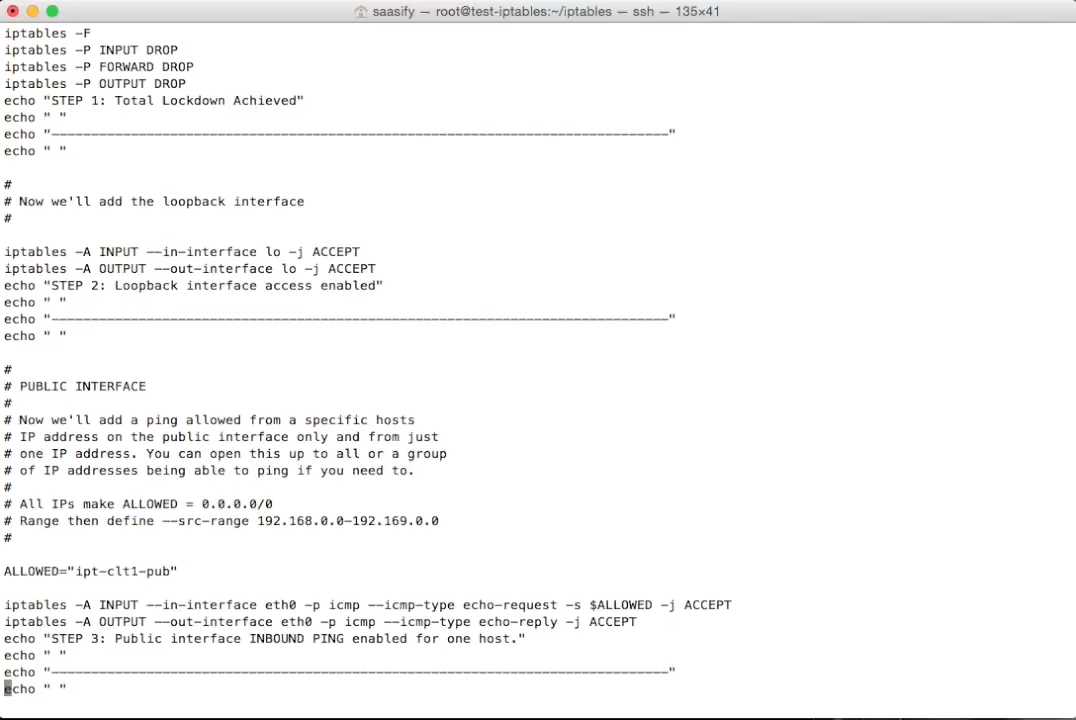 saasify — root@test-iptables:~/iptables — ssh — 135×41
iptables -F
iptables -P INPUT DROP
iptables -P FORWARD DROP
iptables -P OUTPUT DROP
echo "STEP 1: Total Lockdown Achieved"
echo " "
echo "------------------------------------------------------------------------------"
echo " "
#
# Now we'll add the loopback interface
#
iptables -A INPUT --in-interface lo -j ACCEPT
iptables -A OUTPUT --out-interface lo -j ACCEPT
echo "STEP 2: Loopback interface access enabled"
echo " "
echo "------------------------------------------------------------------------------"
echo " "
#
# PUBLIC INTERFACE
#
# Now we'll add a ping allowed from a specific hosts
# IP address on the public interface only and from just
# one IP address. You can open this up to all or a group
# of IP addresses being able to ping if you need to.
#
# All IPs make ALLOWED = 0.0.0.0/0
# Range then define --src-range 192.168.0.0-192.169.0.0
#
ALLOWED="ipt-clt1-pub"
iptables -A INPUT --in-interface eth0 -p icmp --icmp-type echo-request -s $ALLOWED -j ACCEPT
iptables -A OUTPUT --out-interface eth0 -p icmp --icmp-type echo-reply -j ACCEPT
echo "STEP 3: Public interface INBOUND PING enabled for one host."
echo " "
echo "------------------------------------------------------------------------------"
echo " "